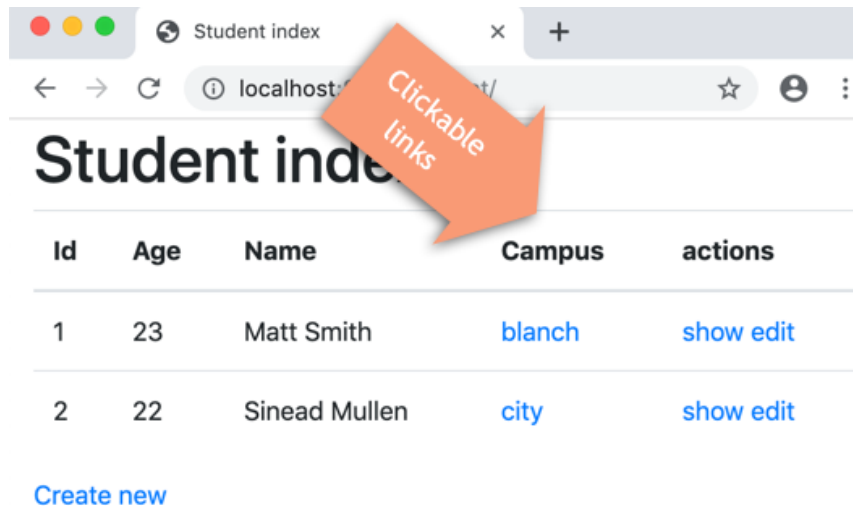 Student index
localhost:
t/
Clickable
links
Student inde
Id Age Name Campus actions
1 23 Matt Smith blanch show edit
2 22 Sinead Mullen city show edit
Create new